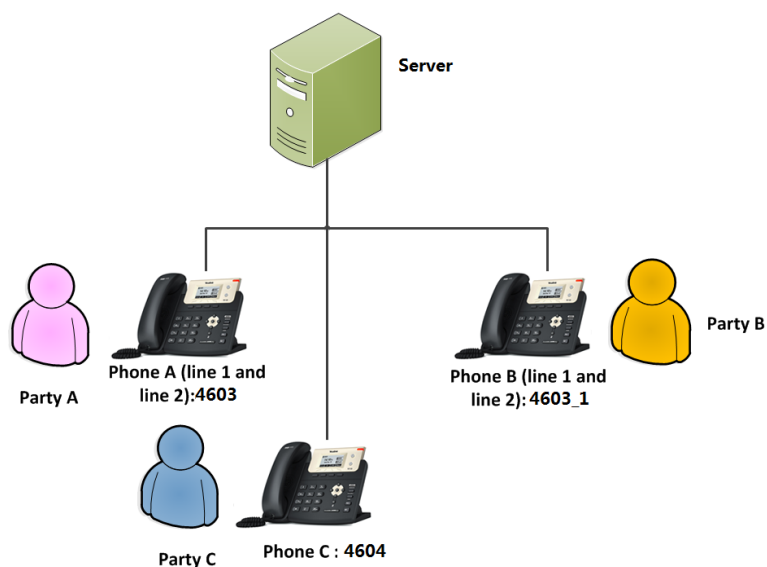 Server
Party A
Phone A (line 1 and
line 2):4603
Phone B (line 1 and
line 2): 4603_1
Party B
Party C
Phone C : 4604